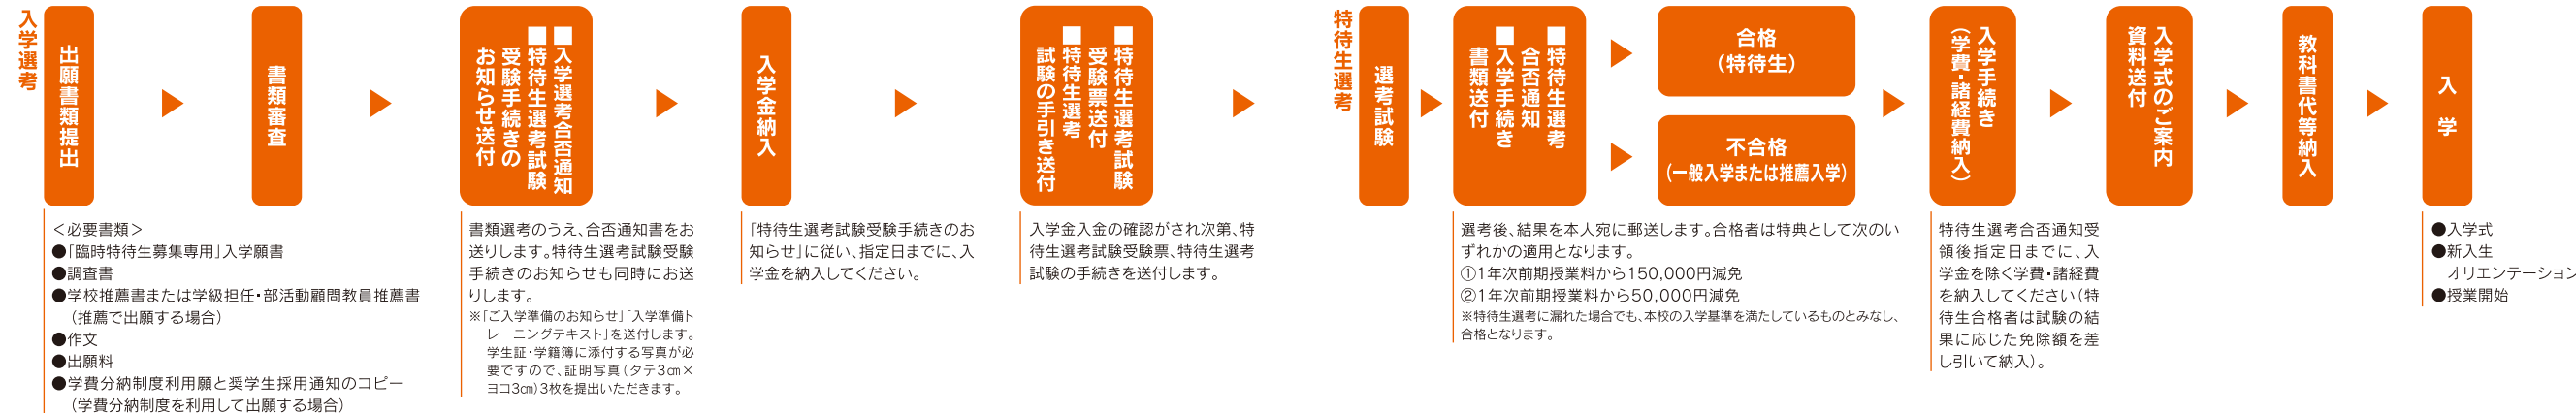 入学選考
出願書類提出
＜必要書類＞
●「臨時特待生募集専用」入学願書
●調査書
●学校推薦書または学級担任・部活動顧問教員推薦書
（推薦で出願する場合）
●作文
●出願料
●学費分納制度利用願と奨学生採用通知のコピー
（学費分納制度を利用して出願する場合）
書類審査
■入学選考合否通知
■特待生選考試験
受験手続きの
お知らせ送付
書類選考のうえ、合否通知書をお
送りします。特待生選考試験受験
手続きのお知らせも同時にお送
りします。
※「ご入学準備のお知らせ」「入学準備ト
レーニングテキスト」を送付します。
学生証・学籍簿に添付する写真が必
要ですので、証明写真（タテ3㎝×
ヨコ3㎝）3枚を提出いただきます。
入学金納入
「特待生選考試験受験手続きのお
知らせ」に従い、指定日までに、入
学金を納入してください。
■特待生選考試験
受験票送付
■特待生選考
試験の手引き送付
入学金入金の確認がされ次第、特
待生選考試験受験票、特待生選考
試験の手続きを送付します。
特待生選考
選考試験
■特待生選考
合否通知
■入学手続き
書類送付
合格
（特待生）
不合格
（一般入学または推薦入学）
選考後、結果を本人宛に郵送します。合格者は特典として次のい
ずれかの適用となります。
①1年次前期授業料から150,000円減免
②1年次前期授業料から50,000円減免
※特待生選考に漏れた場合でも、本校の入学基準を満たしているものとみなし、
合格となります。
入学手続き
（学費・諸経費納入）
特待生選考合否通知受
領後指定日までに、入
学金を除く学費・諸経費
を納入してください（特
待生合格者は試験の結
果に応じた免除額を差
し引いて納入）。
入学式のご案内
資料送付
教科書代等納入
入学
●入学式
●新入生
オリエンテーション
●授業開始